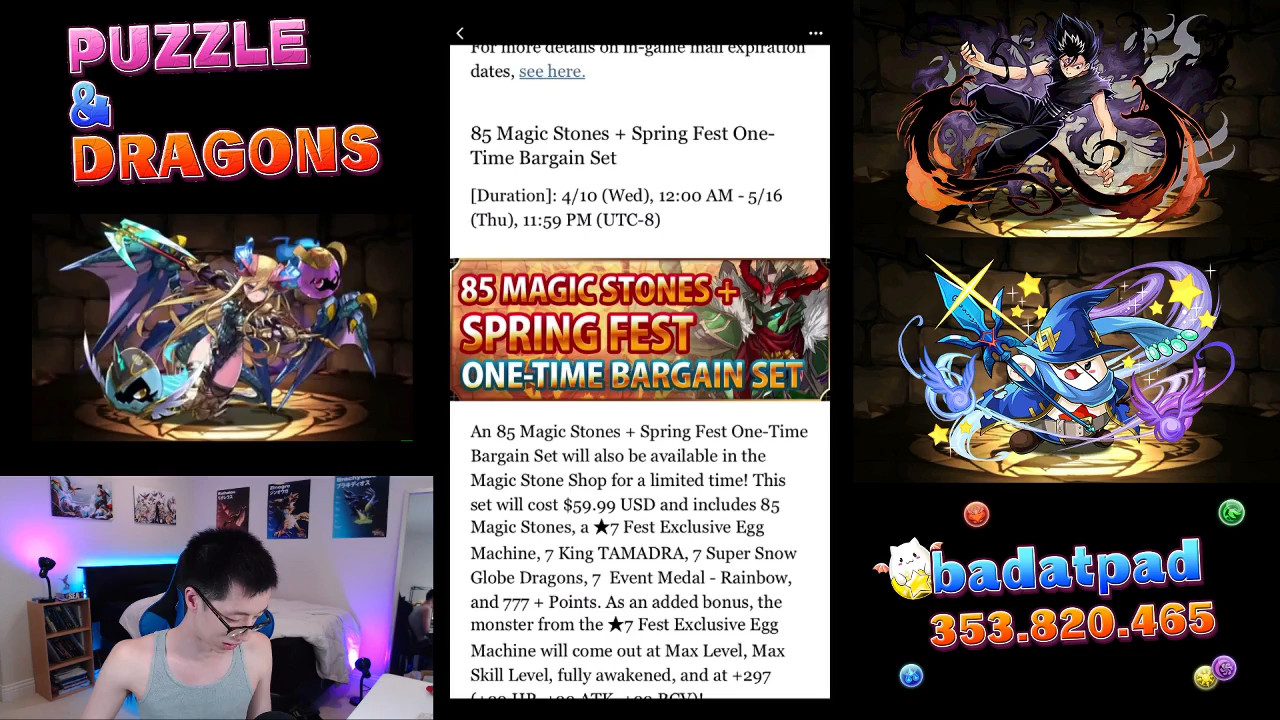 PUZZLE
&
DRAGONS
For more details on in-game mail expiration
dates, see here.
85 Magic Stones + Spring Fest One-
Time Bargain Set
[Duration]: 4/10 (Wed), 12:00 AM - 5/16
(Thu), 11:59 PM (UTC-8)
85 MAGIC STONES +
SPRING FEST
ONE-TIME BARGAIN SET
An 85 Magic Stones + Spring Fest One-Time
Bargain Set will also be available in the
Magic Stone Shop for a limited time! This
set will cost $59.99 USD and includes 85
Magic Stones, a ★7 Fest Exclusive Egg
Machine, 7 King TAMADRA, 7 Super Snow
Globe Dragons, 7  Event Medal - Rainbow,
and 777 + Points. As an added bonus, the
monster from the ★7 Fest Exclusive Egg
Machine will come out at Max Level, Max
Skill Level, fully awakened, and at +297
badatpad
353.820.465